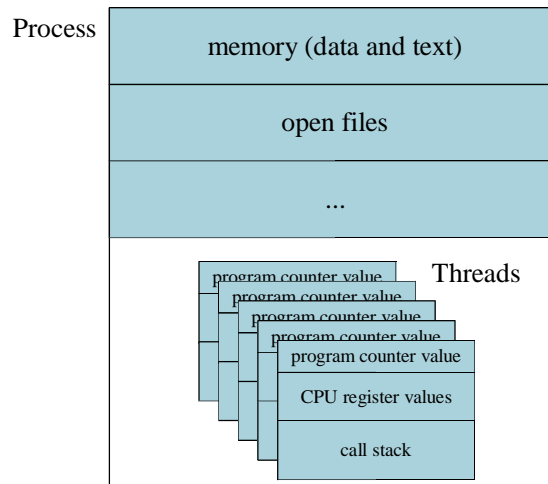 Process
memory (data and text)
open files
...
Threads
program counter value
program counter value
program counter value
program counter value
program counter value
CPU register values
call stack